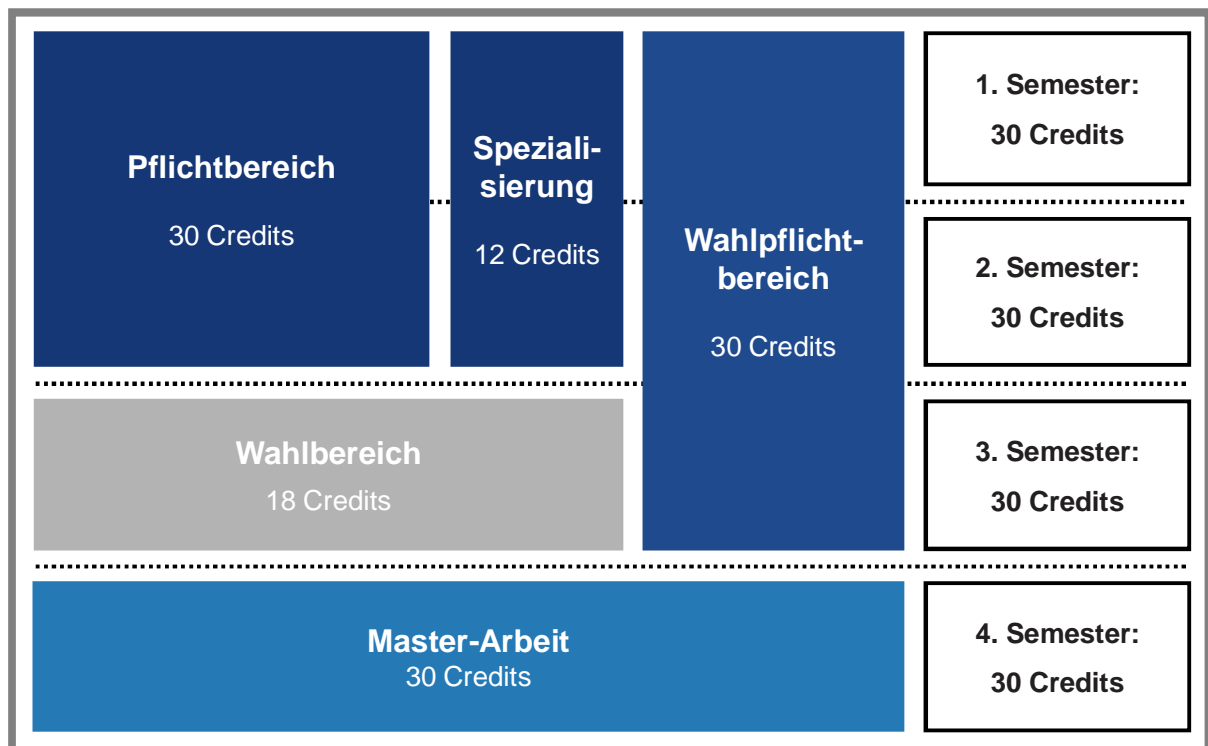 Pflichtbereich
30 Credits
Speziali-
sierung
12 Credits
Wahlpflicht-
bereich
30 Credits
1. Semester:
30 Credits
2. Semester:
30 Credits
Wahlbereich
18 Credits
3. Semester:
30 Credits
Master-Arbeit
30 Credits
4. Semester:
30 Credits